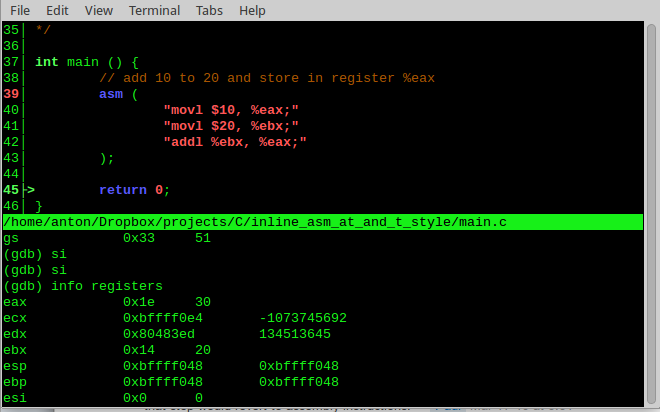 File Edit View Terminal Tabs Help
35│ */
36│
37│ int main () {
38│ // add 10 to 20 and store in register %eax
39│ asm (
40│ "movl $10, %eax;"
41│ "movl $20, %ebx;"
42│ "addl %ebx, %eax;"
43│ );
44│
45├> return 0;
46│ }
/home/anton/Dropbox/projects/C/inline_asm_at_and_t_style/main.c
gs 0x33 51
(gdb) si
(gdb) si
(gdb) info registers
eax 0x1e 30
ecx 0xbffff0e4 -1073745692
edx 0x80483ed 134513645
ebx 0x14 20
esp 0xbffff048 0xbffff048
ebp 0xbffff048 0xbffff048
esi 0x0 0